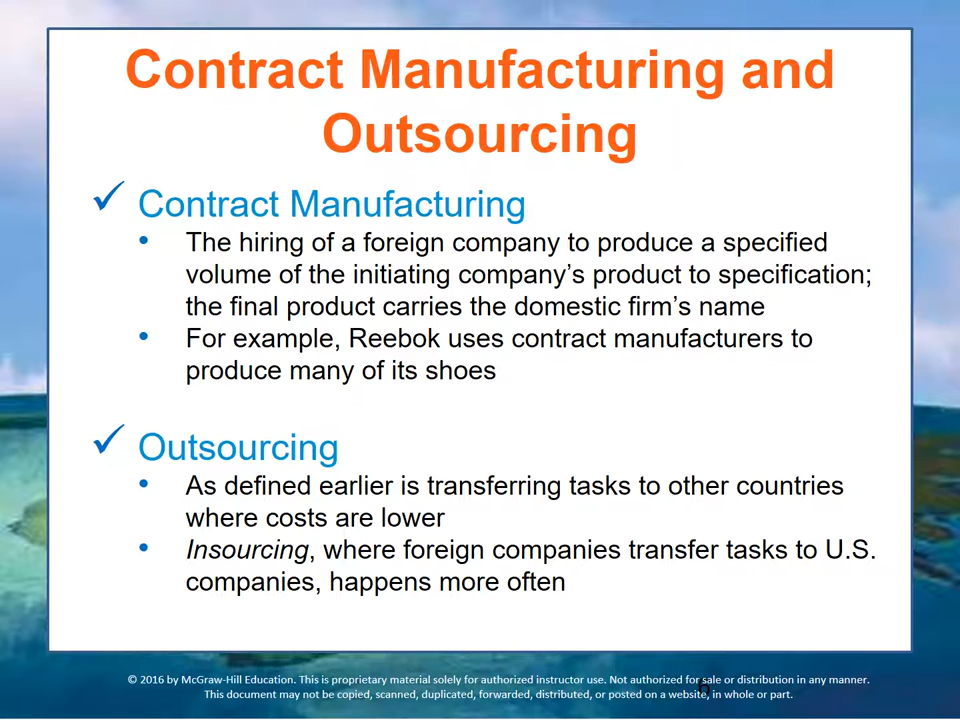 Contract Manufacturing and
Outsourcing
✓ Contract Manufacturing
• The hiring of a foreign company to produce a specified
volume of the initiating company’s product to specification;
the final product carries the domestic firm’s name
• For example, Reebok uses contract manufacturers to
produce many of its shoes
✓ Outsourcing
• As defined earlier is transferring tasks to other countries
where costs are lower
• Insourcing, where foreign companies transfer tasks to U.S.
companies, happens more often
© 2016 by McGraw-Hill Education. This is proprietary material solely for authorized instructor use. Not authorized for sale or distribution in any manner.
This document may not be copied, scanned, duplicated, forwarded, distributed, or posted on a website, in whole or part.
6